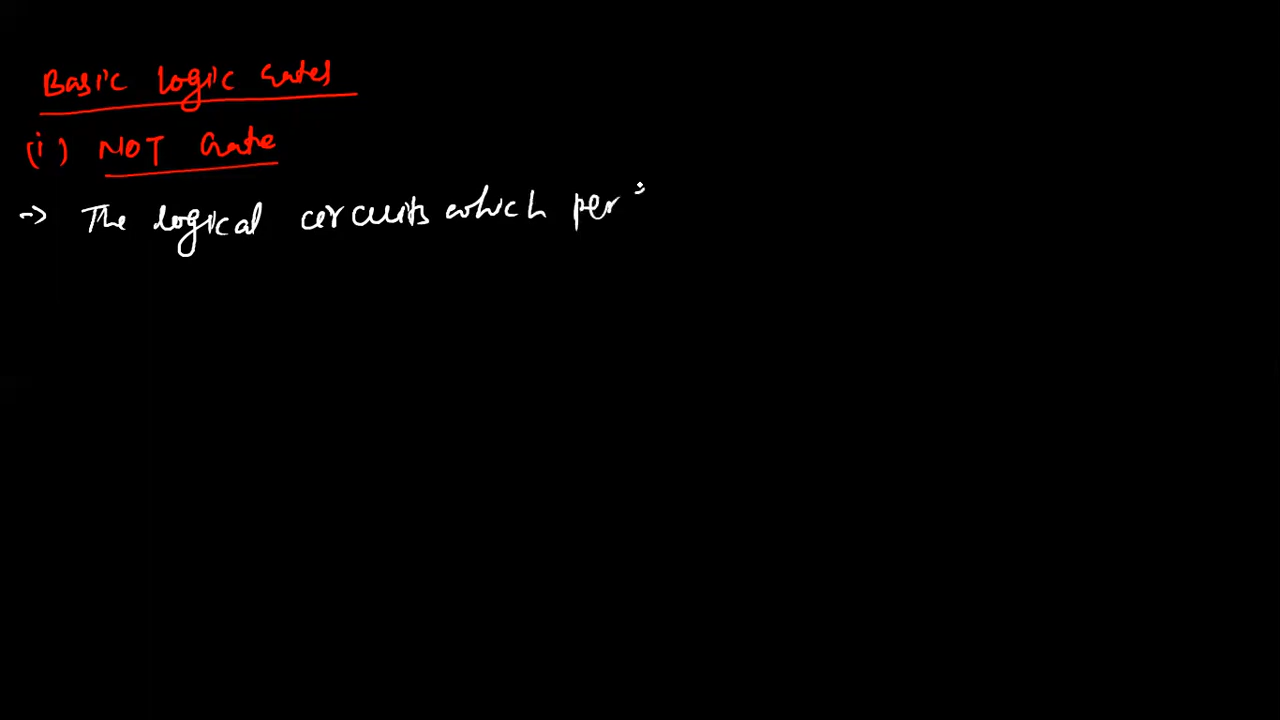 Basic Logic Gates
(i) NOT Gate
-> The logical circuits which per